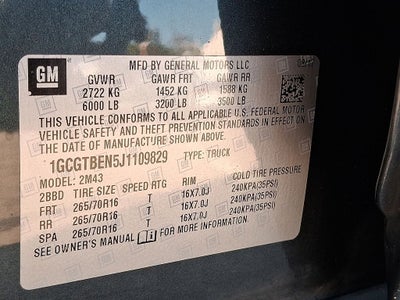 MFD BY GENERAL MOTORS LLC
GM
GVWR GAWR FRT GAWR RR
2722 KG 1452 KG 1588 KG
6000 LB 3200 LB 3500 LB
THIS VEHICLE CONFORMS TO ALL APPLICABLE U.S. FEDERAL MOTOR
VEHICLE SAFETY AND THEFT PREVENTION STANDARDS IN EFFECT ON
THE DATE OF MANUFACTURE SHOWN ABOVE.
1GCGTBEN5J1109829 TYPE: TRUCK
MODEL: 2M43
2BBD TIRE SIZE SPEED RTG RIM COLD TIRE PRESSURE
FRT 265/70R16 16X7.0J 240KPA(35PSI)
RR 265/70R16 16X7.0J 240KPA(35PSI)
SPA 265/70R16 16X7.0J 240KPA(35PSI)
SEE OWNER'S MANUAL FOR MORE INFORMATION.